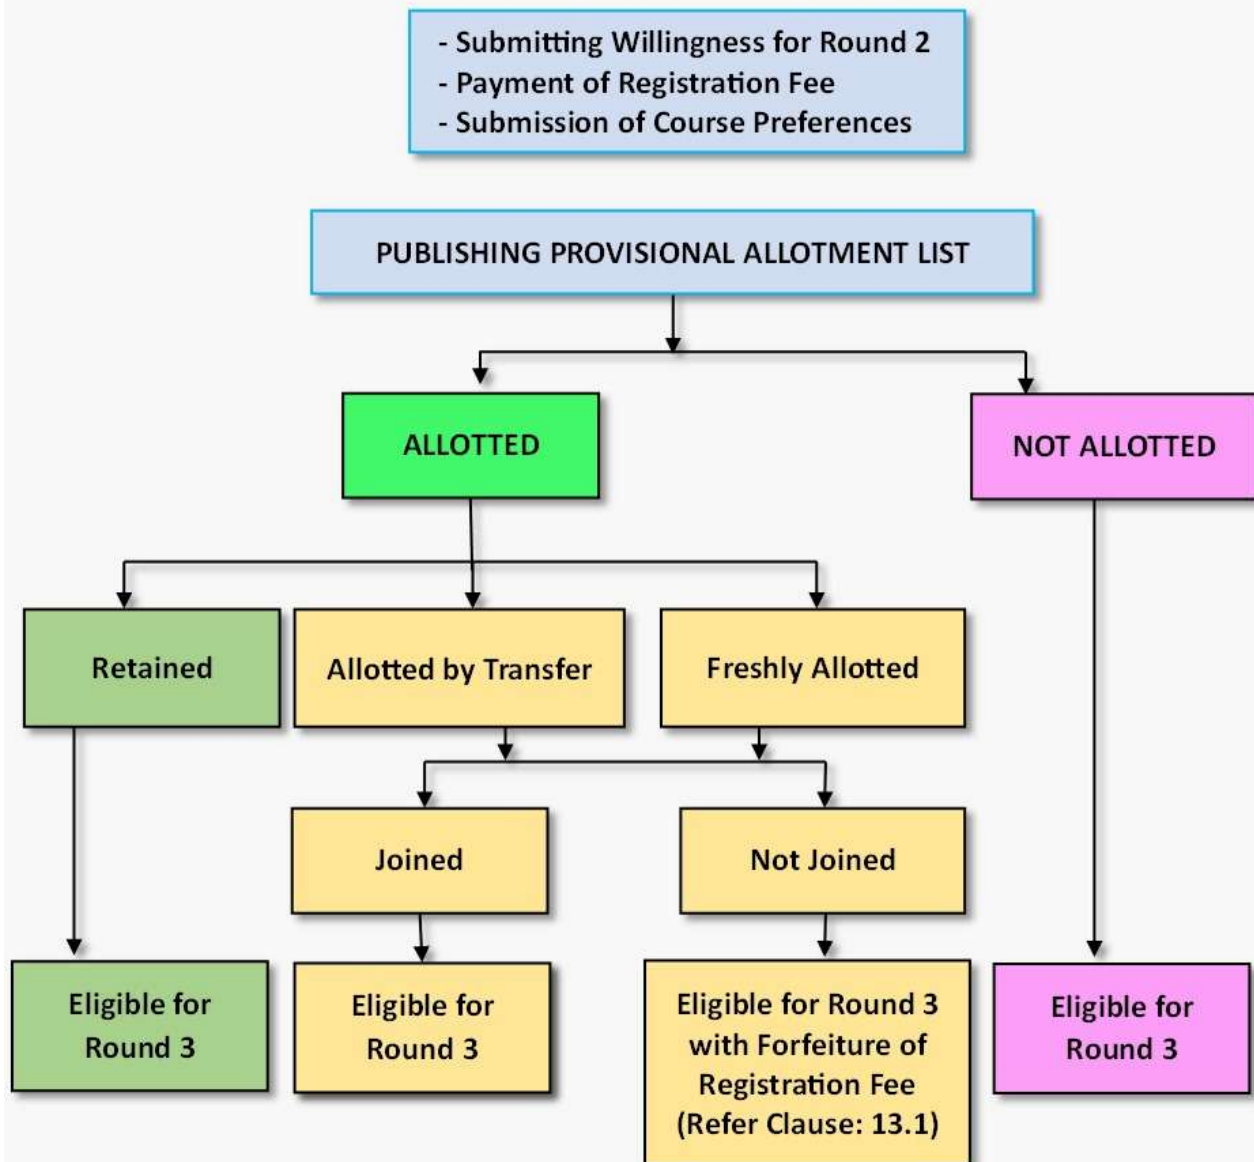 - Submitting Willingness for Round 2
- Payment of Registration Fee
- Submission of Course Preferences
PUBLISHING PROVISIONAL ALLOTMENT LIST
ALLOTTED
NOT ALLOTTED
Retained
Allotted by Transfer
Freshly Allotted
Joined
Not Joined
Eligible for
Round 3
Eligible for
Round 3
Eligible for Round 3
with Forfeiture of
Registration Fee
(Refer Clause: 13.1)
Eligible for
Round 3